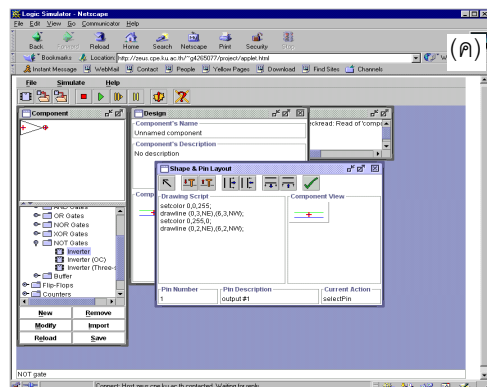 Logic Simulator - Netscape
File Edit View Go Communicator Help
Back Forward Reload Home Search Netscape Print Security Stop
Bookmarks Location: http://zeus.cpe.ku.ac.th/~g4265077/project/applet.html
(ค)
Instant Message WebMail Contact People Yellow Pages Download Find Sites Channels
File Simulate Help
Component
Design
Component's Name
Unnamed component
Component's Description
No description
ckread: Read of 'compo
Shape & Pin Layout
Drawing Script
Component View
setcolor 0,0,255;
drawline (0,3,NE),(6,3,NW);
setcolor 0,255,0;
drawline (0,2,NE),(6,2,NW);
Comp
AND Gates
OR Gates
NOR Gates
XOR Gates
NOT Gates
Inverter
Inverter (OC)
Inverter (Three-s
Buffer
Flip-Flops
Counters
Pin Number
Pin Description
Current Action
1
output #1
selectPin
New Remove
Modify Import
Reload Save
NOT gate
Connect: Host zeus.cpe.ku.ac.th contacted. Waiting for reply.